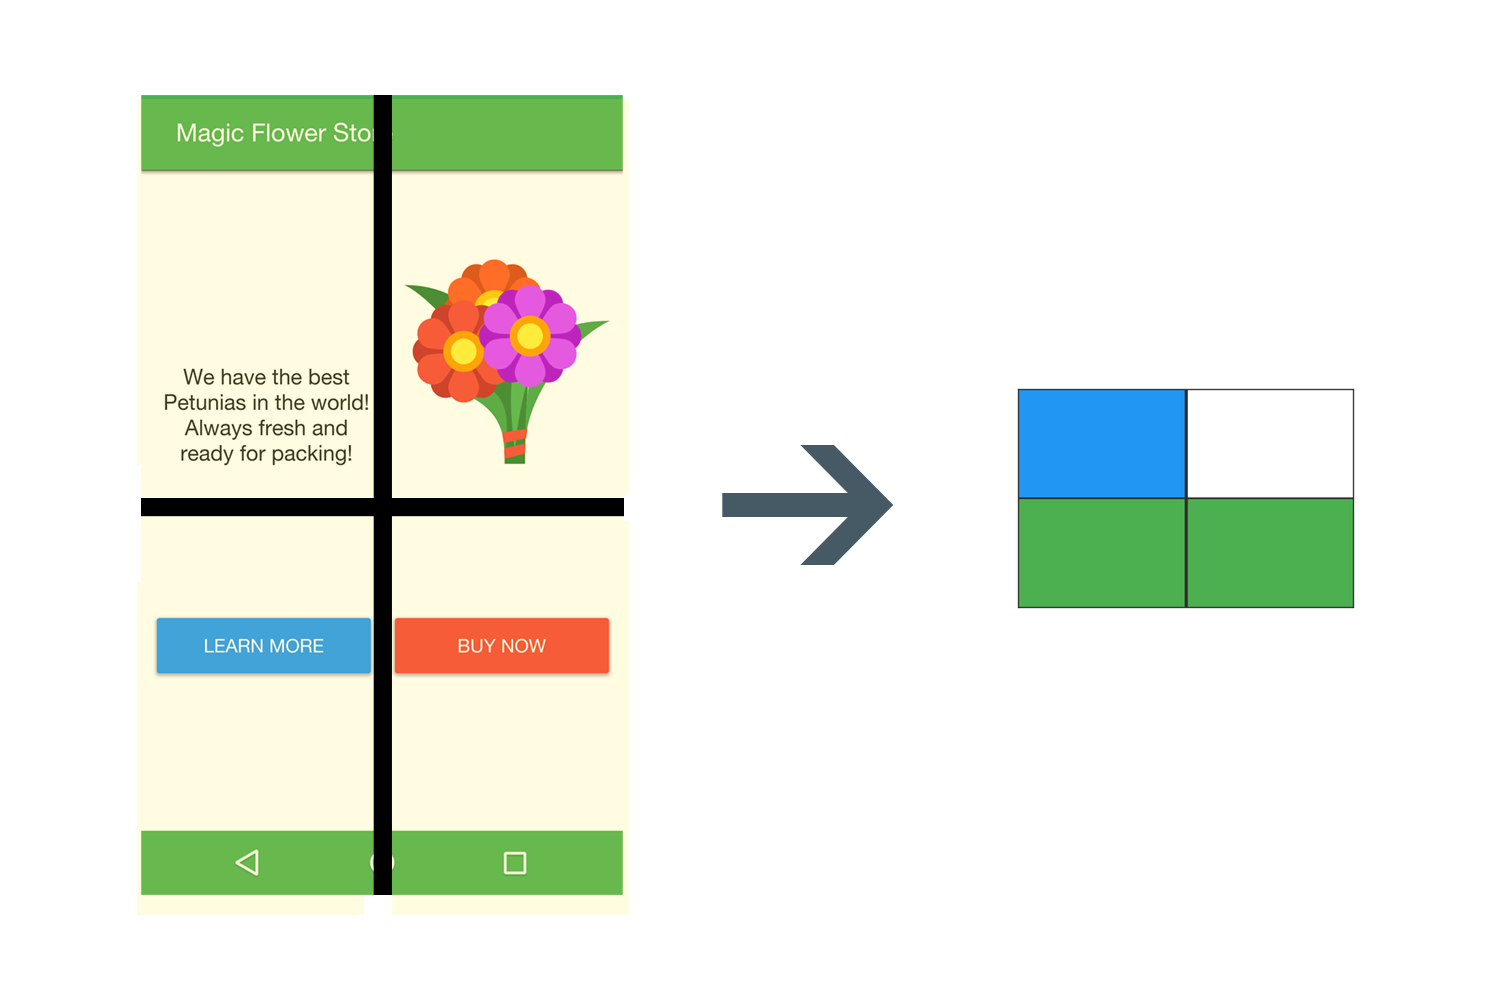 Magic Flower Sto
We have the best
Petunias in the world!
Always fresh and
ready for packing!
LEARN MORE
BUY NOW